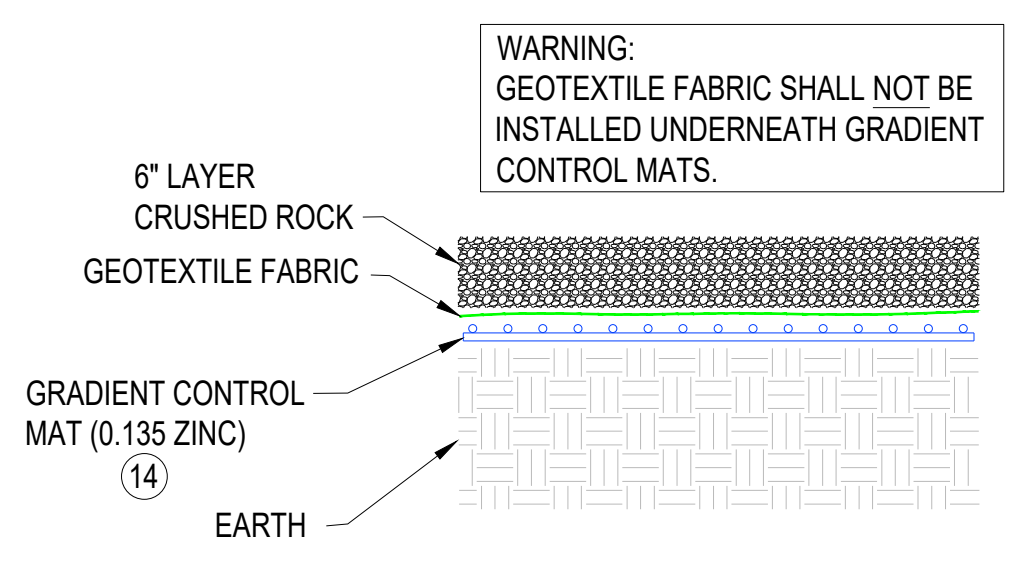 WARNING:
GEOTEXTILE FABRIC SHALL NOT BE
INSTALLED UNDERNEATH GRADIENT
CONTROL MATS.
6" LAYER
CRUSHED ROCK
GEOTEXTILE FABRIC
GRADIENT CONTROL
MAT (0.135 ZINC)
14
EARTH